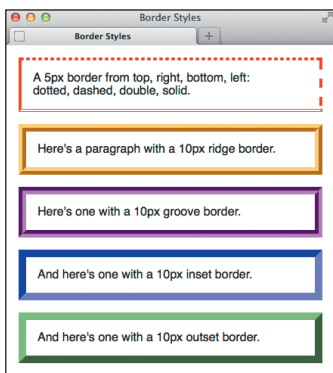 Border Styles
Border Styles
A 5px border from top, right, bottom, left:
dotted, dashed, double, solid.
Here's a paragraph with a 10px ridge border.
Here's one with a 10px groove border.
And here's one with a 10px inset border.
And here's one with a 10px outset border.